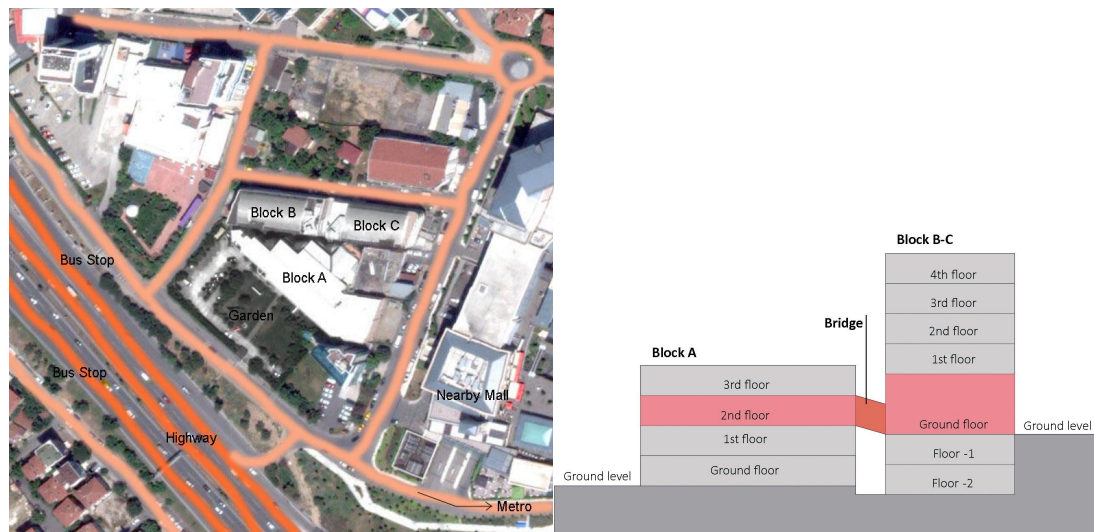 Block B
Block C
Bus Stop
Block A
Garden
Bus Stop
Nearby Mall
Highway
Metro
Block B-C
4th floor
3rd floor
Bridge
2nd floor
Block A
1st floor
3rd floor
2nd floor
Ground floor
Ground level
1st floor
Floor -1
Ground level
Ground floor
Floor -2